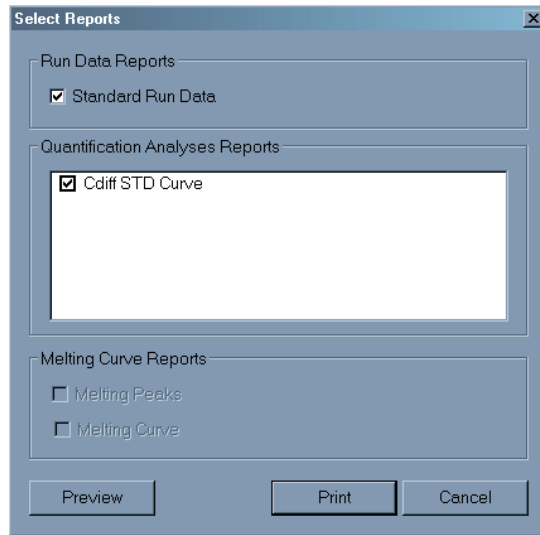 Select Reports
Run Data Reports
Standard Run Data
Quantification Analyses Reports
Cdiff STD Curve
Melting Curve Reports
Melting Peaks
Melting Curve
Preview Print Cancel